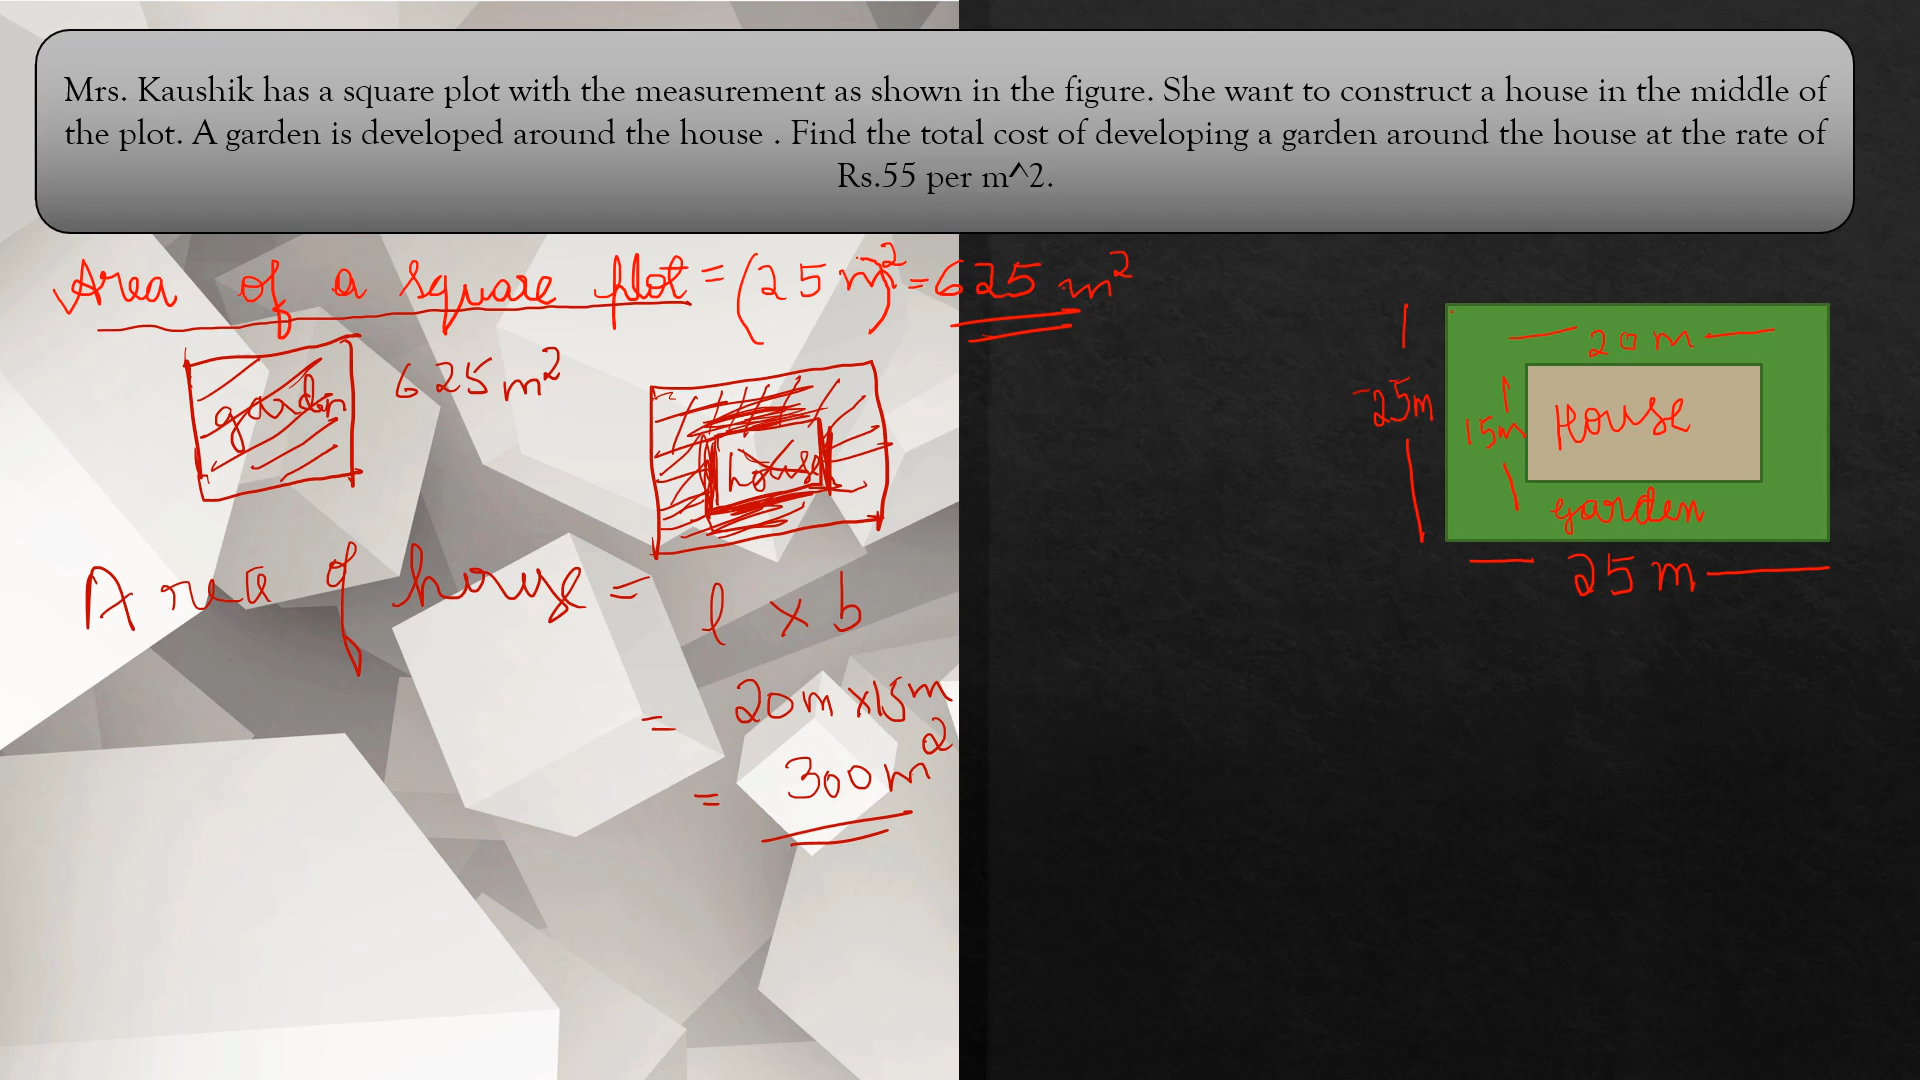 Mrs. Kaushik has a square plot with the measurement as shown in the figure. She want to construct a house in the middle of
the plot. A garden is developed around the house . Find the total cost of developing a garden around the house at the rate of
Rs.55 per m^2.
Area of a square plot = (25 m)² = 625 m²
garden 625 m²
house
Area of house = l × b
= 20m × 15m
= 300 m²
20 m
25m
15m
House
garden
25 m